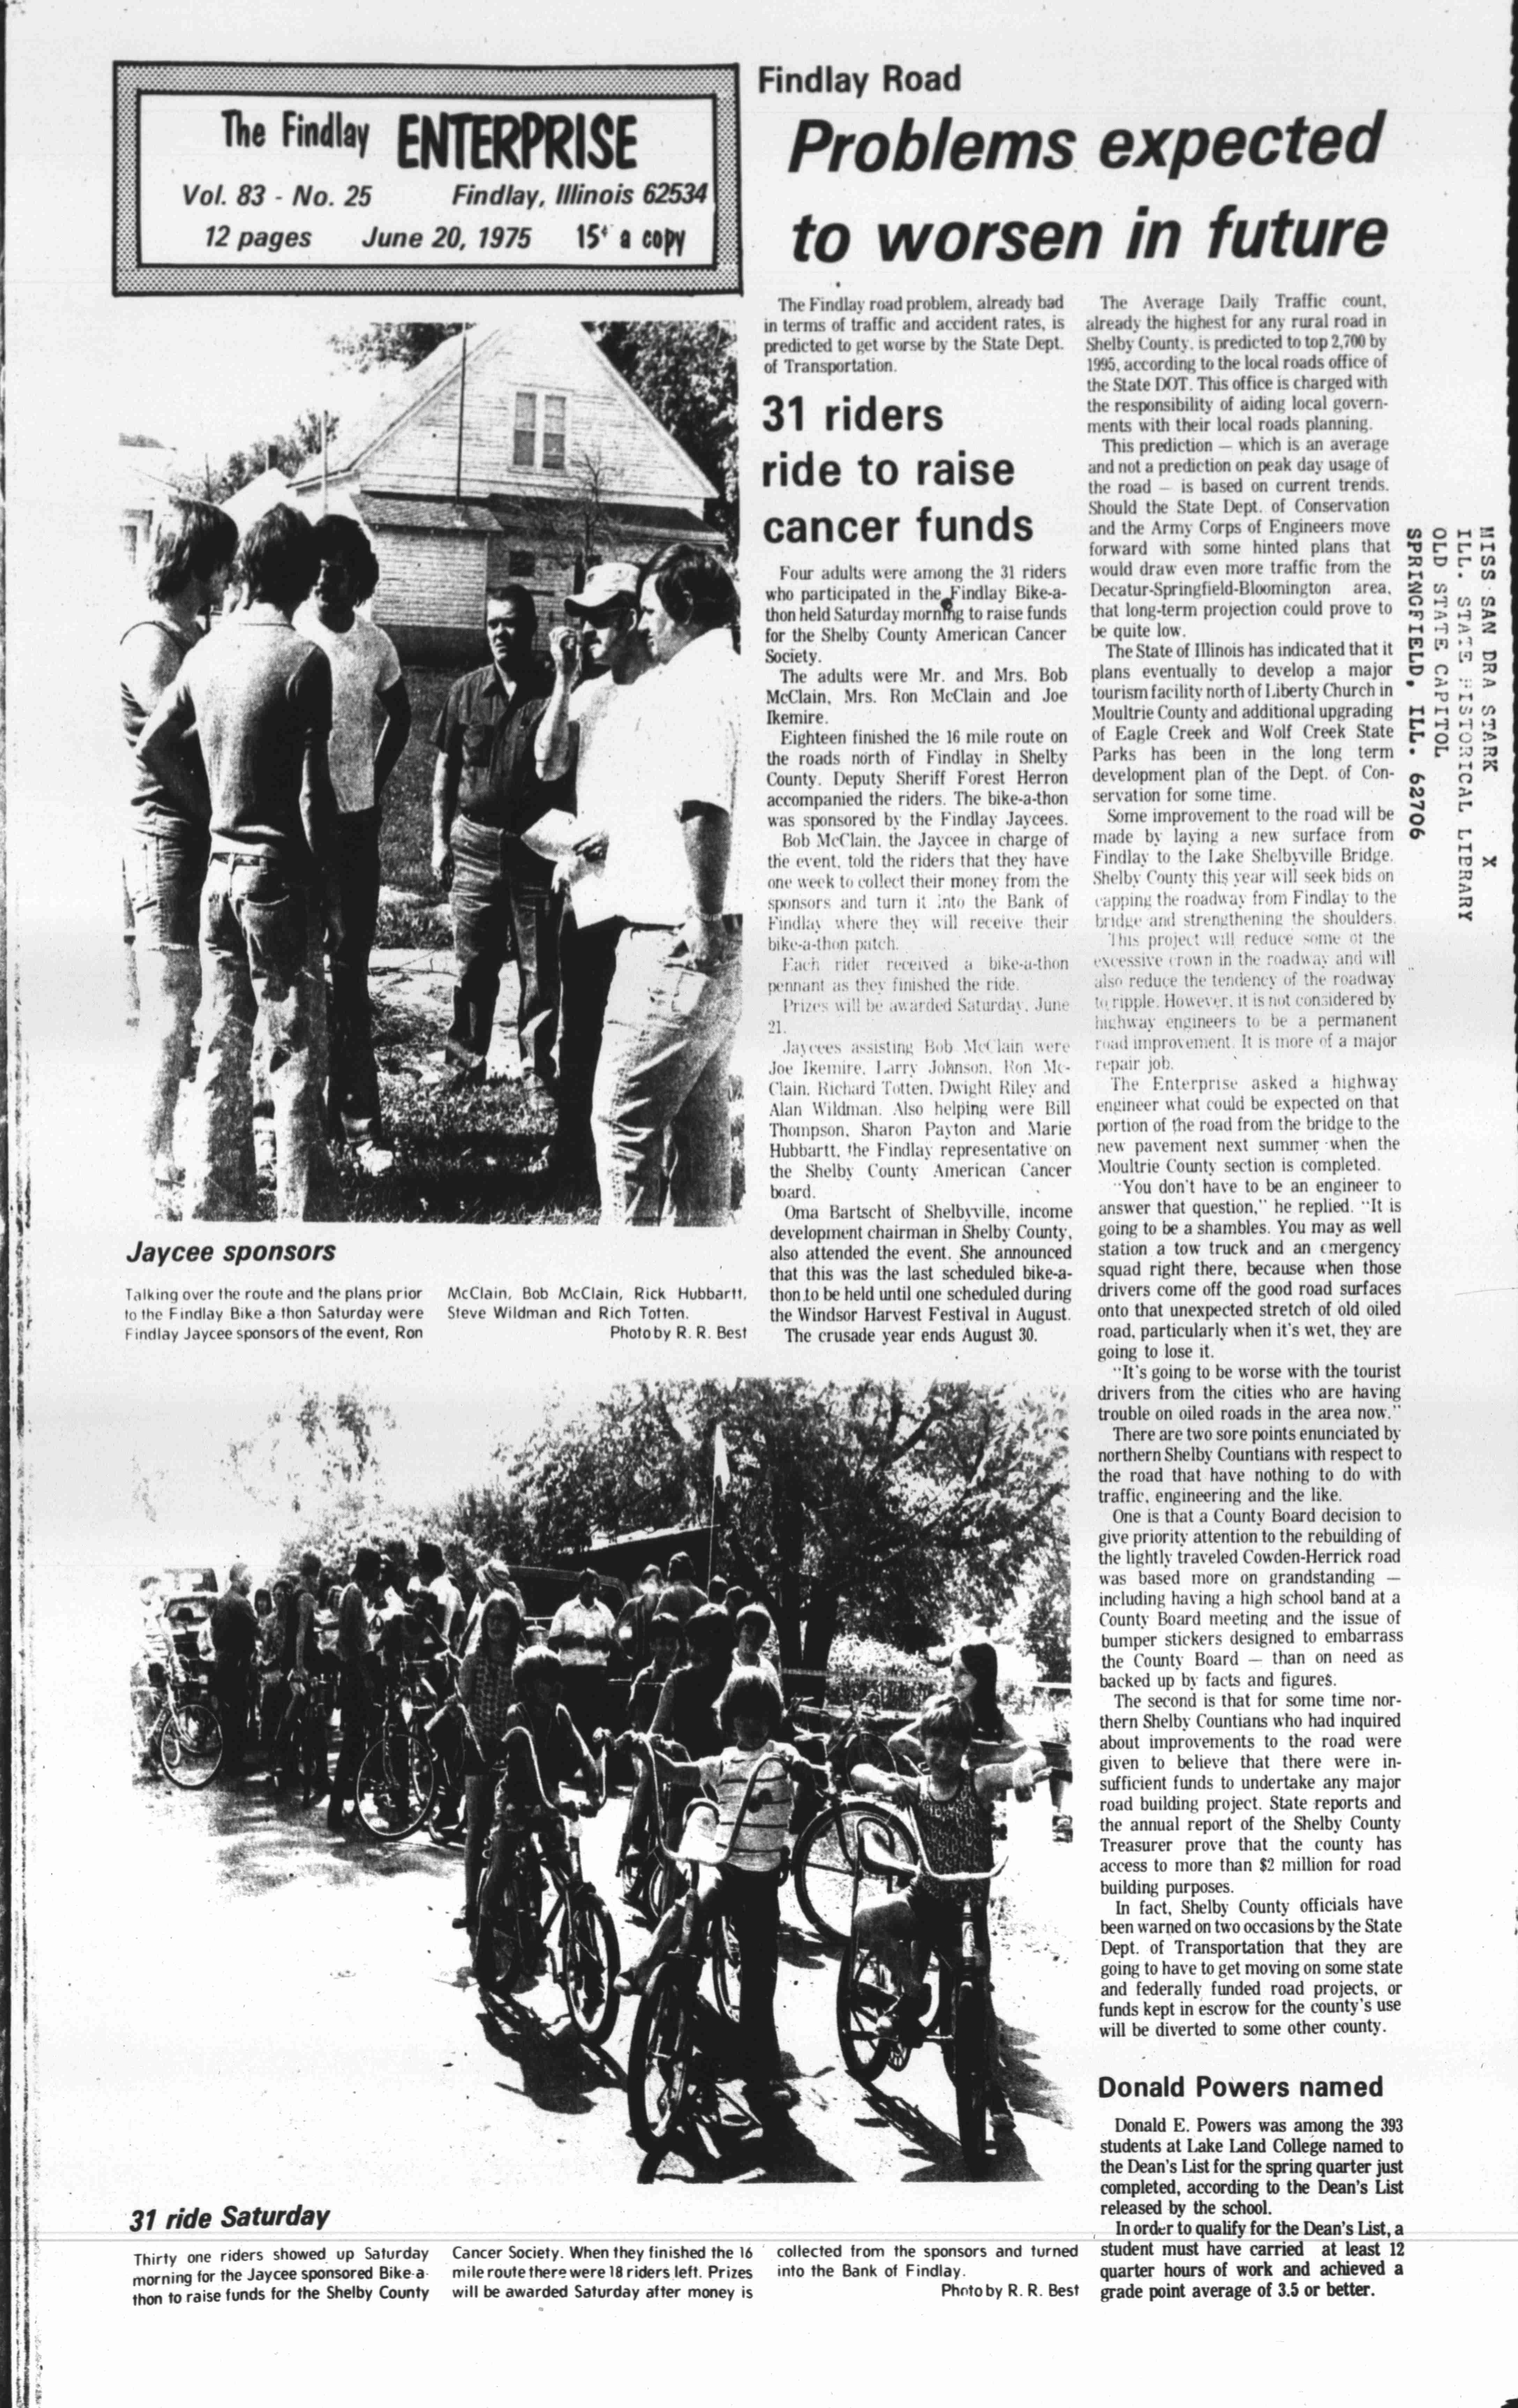 The Findlay ENTERPRISE
Vol. 83 - No. 25 Findlay, Illinois 62534
12 pages June 20, 1975 15¢ a copy
Findlay Road
Problems expected
to worsen in future
The Findlay road problem, already bad
in terms of traffic and accident rates, is
predicted to get worse by the State Dept.
of Transportation.
31 riders
ride to raise
cancer funds
Four adults were among the 31 riders
who participated in the Findlay Bike-a-
thon held Saturday morning to raise funds
for the Shelby County American Cancer
Society.
The adults were Mr. and Mrs. Bob
McClain, Mrs. Ron McClain and Joe
Ikemire.
Eighteen finished the 16 mile route on
the roads north of Findlay in Shelby
County. Deputy Sheriff Forest Herron
accompanied the riders. The bike-a-thon
was sponsored by the Findlay Jaycees.
Bob McClain, the Jaycee in charge of
the event, told the riders that they have
one week to collect their money from the
sponsors and turn it into the Bank of
Findlay where they will receive their
bike-a-thon patch.
Each rider received a bike-a-thon
pennant as they finished the ride.
Prizes will be awarded Saturday, June
21.
Jaycees assisting Bob McClain were
Joe Ikemire, Larry Johnson, Ron Mc-
Clain, Richard Totten, Dwight Riley and
Alan Wildman. Also helping were Bill
Thompson, Sharon Payton and Marie
Hubbartt, the Findlay representative on
the Shelby County American Cancer
board.
Oma Bartscht of Shelbyville, income
development chairman in Shelby County,
also attended the event. She announced
that this was the last scheduled bike-a-
thon to be held until one scheduled during
the Windsor Harvest Festival in August.
The crusade year ends August 30.
The Average Daily Traffic count,
already the highest for any rural road in
Shelby County, is predicted to top 2,700 by
1995, according to the local roads office of
the State DOT. This office is charged with
the responsibility of aiding local govern-
ments with their local roads planning.
This prediction — which is an average
and not a prediction on peak day usage of
the road — is based on current trends.
Should the State Dept. of Conservation
and the Army Corps of Engineers move
forward with some hinted plans that
would draw even more traffic from the
Decatur-Springfield-Bloomington area,
that long-term projection could prove to
be quite low.
The State of Illinois has indicated that it
plans eventually to develop a major
tourism facility north of Liberty Church in
Moultrie County and additional upgrading
of Eagle Creek and Wolf Creek State
Parks has been in the long term
development plan of the Dept. of Con-
servation for some time.
Some improvement to the road will be
made by laying a new surface from
Findlay to the Lake Shelbyville Bridge.
Shelby County this year will seek bids on
capping the roadway from Findlay to the
bridge and strengthening the shoulders.
This project will reduce some of the
excessive crown in the roadway and will
also reduce the tendency of the roadway
to ripple. However, it is not considered by
highway engineers to be a permanent
road improvement. It is more of a major
repair job.
The Enterprise asked a highway
engineer what could be expected on that
portion of the road from the bridge to the
new pavement next summer when the
Moultrie County section is completed.
"You don't have to be an engineer to
answer that question," he replied. "It is
going to be a shambles. You may as well
station a tow truck and an emergency
squad right there, because when those
drivers come off the good road surfaces
onto that unexpected stretch of old oiled
road, particularly when it's wet, they are
going to lose it.
"It's going to be worse with the tourist
drivers from the cities who are having
trouble on oiled roads in the area now."
There are two sore points enunciated by
northern Shelby Countians with respect to
the road that have nothing to do with
traffic, engineering and the like.
One is that a County Board decision to
give priority attention to the rebuilding of
the lightly traveled Cowden-Herrick road
was based more on grandstanding —
including having a high school band at a
County Board meeting and the issue of
bumper stickers designed to embarrass
the County Board — than on need as
backed up by facts and figures.
The second is that for some time nor-
thern Shelby Countians who had inquired
about improvements to the road were
given to believe that there were in-
sufficient funds to undertake any major
road building project. State reports and
the annual report of the Shelby County
Treasurer prove that the county has
access to more than $2 million for road
building purposes.
In fact, Shelby County officials have
been warned on two occasions by the State
Dept. of Transportation that they are
going to have to get moving on some state
and federally funded road projects, or
funds kept in escrow for the county's use
will be diverted to some other county.
Donald Powers named
Donald E. Powers was among the 393
students at Lake Land College named to
the Dean's List for the spring quarter just
completed, according to the Dean's List
released by the school.
In order to qualify for the Dean's List, a
student must have carried at least 12
quarter hours of work and achieved a
grade point average of 3.5 or better.
MISS SAN DRA STARK X
ILL. STATE HISTORICAL LIBRARY
OLD STATE CAPITOL
SPRINGFIELD, ILL. 62706
Jaycee sponsors
Talking over the route and the plans prior
to the Findlay Bike a thon Saturday were
Findlay Jaycee sponsors of the event, Ron
McClain, Bob McClain, Rick Hubbartt,
Steve Wildman and Rich Totten.
Photo by R. R. Best
31 ride Saturday
Thirty one riders showed up Saturday
morning for the Jaycee sponsored Bike-a-
thon to raise funds for the Shelby County
Cancer Society. When they finished the 16
mile route there were 18 riders left. Prizes
will be awarded Saturday after money is
collected from the sponsors and turned
into the Bank of Findlay.
Photo by R. R. Best